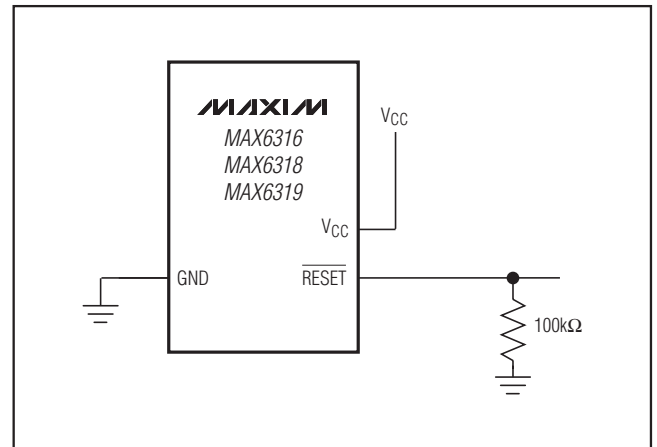 MAXIM
MAX6316
MAX6318
MAX6319
VCC
VCC
GND
RESET
100kΩ